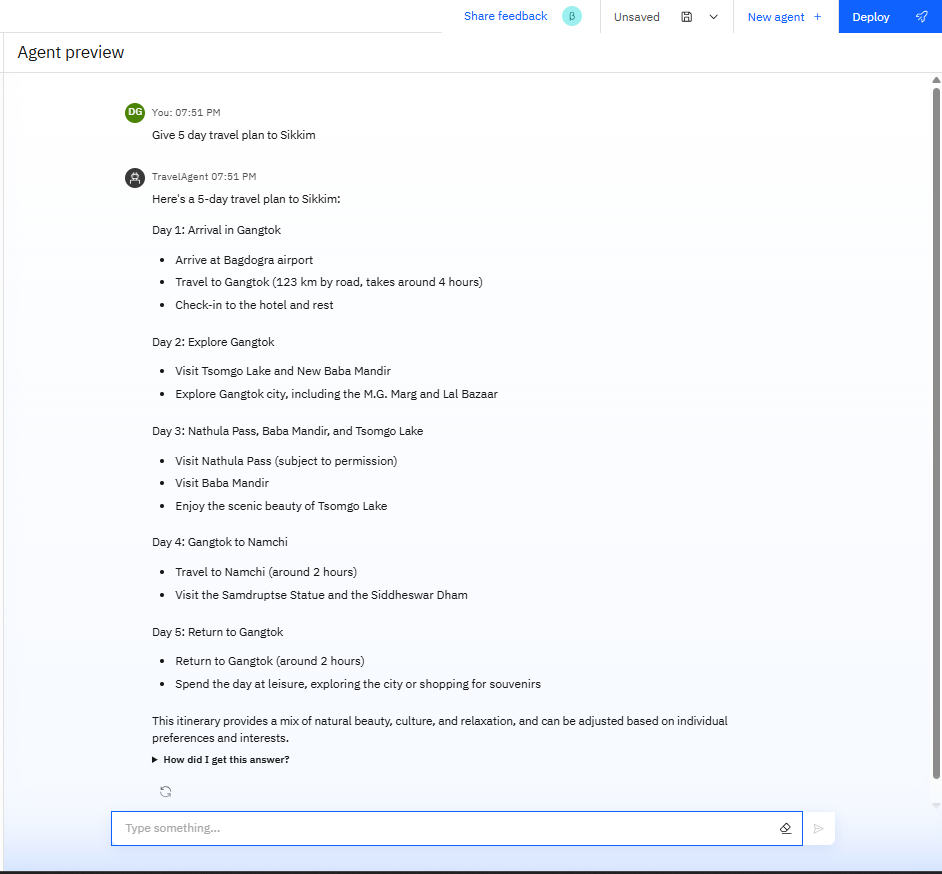 Share feedback β Unsaved New agent + Deploy
Agent preview
DG You: 07:51 PM
Give 5 day travel plan to Sikkim
TravelAgent 07:51 PM
Here's a 5-day travel plan to Sikkim:
Day 1: Arrival in Gangtok
• Arrive at Bagdogra airport
• Travel to Gangtok (123 km by road, takes around 4 hours)
• Check-in to the hotel and rest
Day 2: Explore Gangtok
• Visit Tsomgo Lake and New Baba Mandir
• Explore Gangtok city, including the M.G. Marg and Lal Bazaar
Day 3: Nathula Pass, Baba Mandir, and Tsomgo Lake
• Visit Nathula Pass (subject to permission)
• Visit Baba Mandir
• Enjoy the scenic beauty of Tsomgo Lake
Day 4: Gangtok to Namchi
• Travel to Namchi (around 2 hours)
• Visit the Samdruptse Statue and the Siddheswar Dham
Day 5: Return to Gangtok
• Return to Gangtok (around 2 hours)
• Spend the day at leisure, exploring the city or shopping for souvenirs
This itinerary provides a mix of natural beauty, culture, and relaxation, and can be adjusted based on individual
preferences and interests.
How did I get this answer?
Type something...